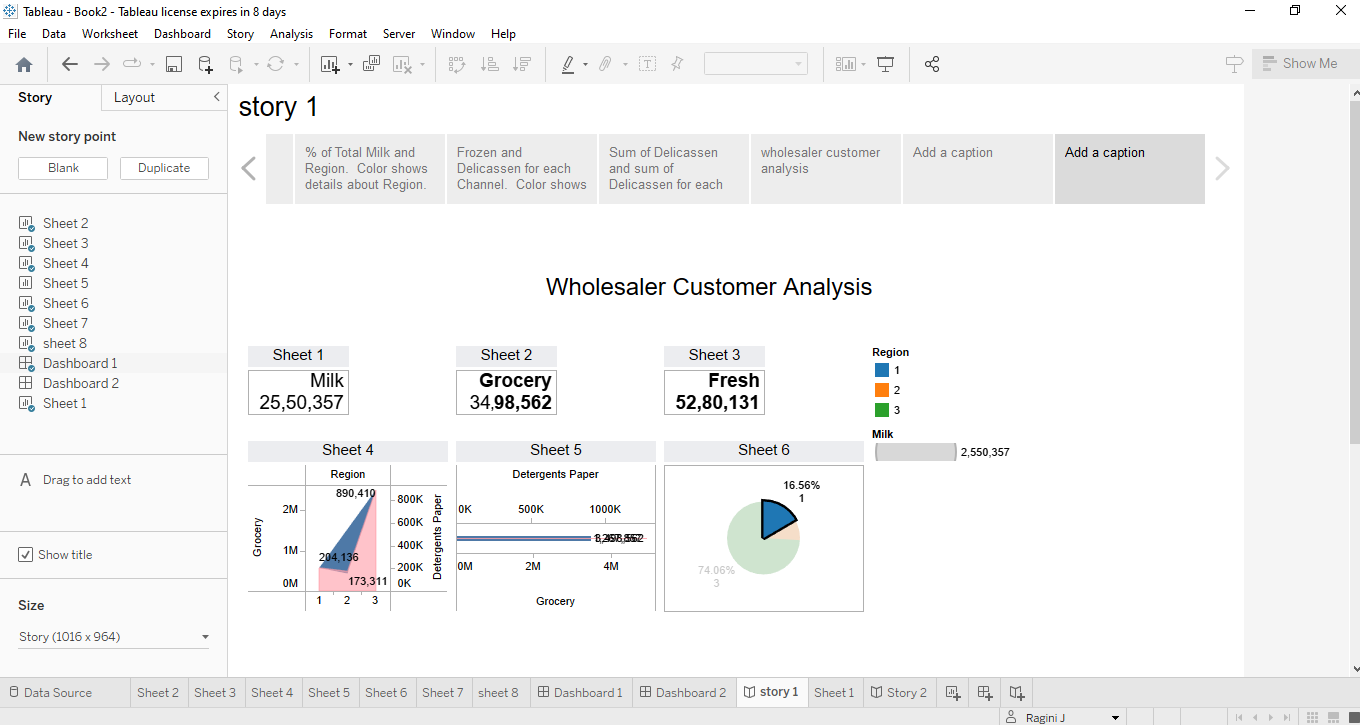 Tableau - Book2 - Tableau license expires in 8 days
File Data Worksheet Dashboard Story Analysis Format Server Window Help
Show Me
Story Layout
New story point
Blank Duplicate
Sheet 2
Sheet 3
Sheet 4
Sheet 5
Sheet 6
Sheet 7
sheet 8
Dashboard 1
Dashboard 2
Sheet 1
A Drag to add text
Show title
Size
Story (1016 x 964)
story 1
% of Total Milk and
Region. Color shows
details about Region.
Frozen and
Delicassen for each
Channel. Color shows
Sum of Delicassen
and sum of
Delicassen for each
wholesaler customer
analysis
Add a caption
Add a caption
Wholesaler Customer Analysis
Sheet 1
Milk
25,50,357
Sheet 2
Grocery
34,98,562
Sheet 3
Fresh
52,80,131
Region
1
2
3
Milk
2,550,357
Sheet 4
Region
890,410
2M
1M
0M
Grocery
204,136
173,311
800K
600K
400K
200K
0K
Detergents Paper
1 2 3
Sheet 5
Detergents Paper
0K 500K 1000K
0M 2M 4M
Grocery
Sheet 6
16.56%
1
74.06%
3
Data Source Sheet 2 Sheet 3 Sheet 4 Sheet 5 Sheet 6 Sheet 7 sheet 8 Dashboard 1 Dashboard 2 story 1 Sheet 1 Story 2
Ragini J